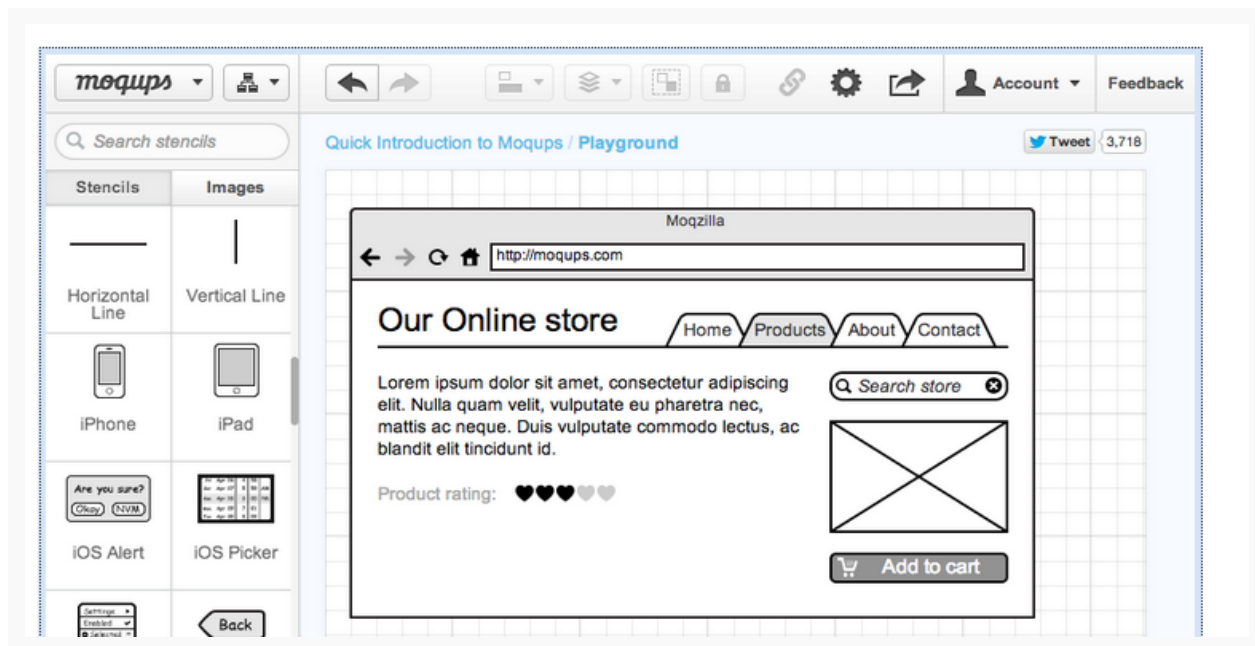 moqups
Account
Feedback
Search stencils
Quick Introduction to Moqups / Playground
Tweet
3,718
Stencils
Images
Horizontal
Line
Vertical Line
iPhone
iPad
Are you sure?
Okay
NVM
iOS Alert
iOS Picker
Settings
Enabled
Selected
Back
Moqzilla
http://moqups.com
Our Online store
Home
Products
About
Contact
Lorem ipsum dolor sit amet, consectetur adipiscing
elit. Nulla quam velit, vulputate eu pharetra nec,
mattis ac neque. Duis vulputate commodo lectus, ac
blandit elit tincidunt id.
Product rating:
Search store
Add to cart